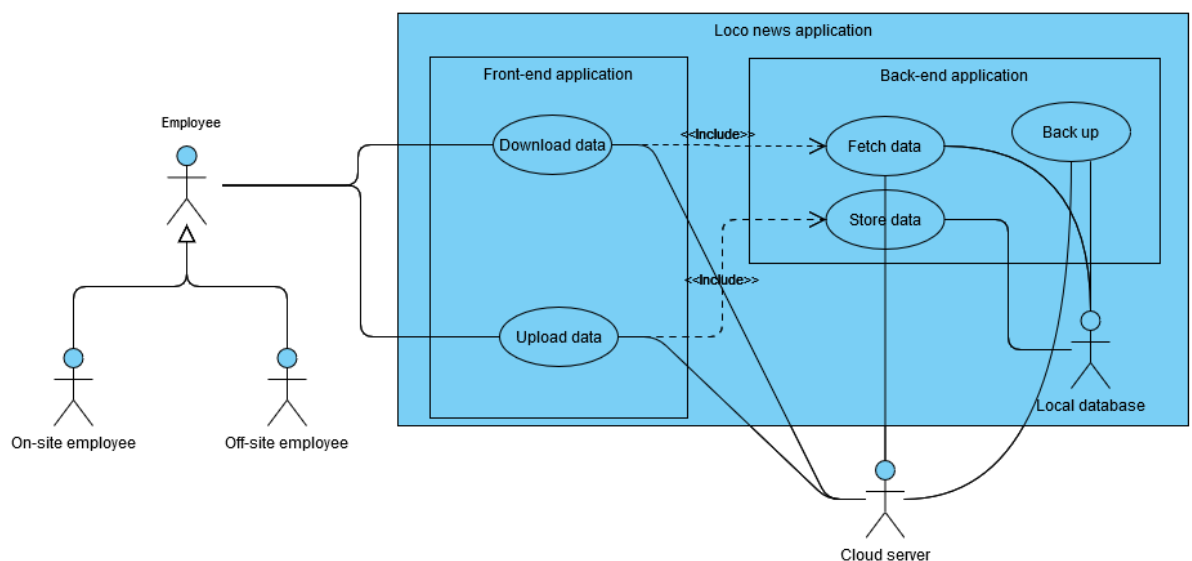 Loco news application
Front-end application
Back-end application
Employee
Download data
<<Include>>
Fetch data
Back up
Store data
<<Include>>
Upload data
Local database
On-site employee
Off-site employee
Cloud server